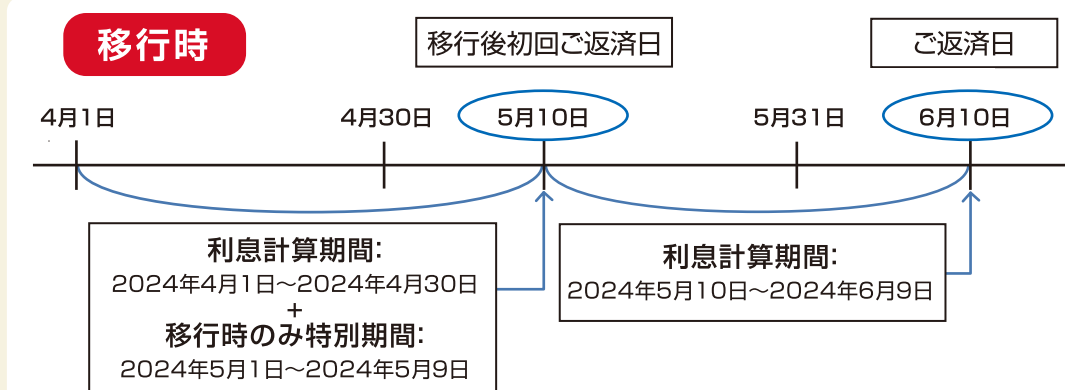 移行時
移行後初回ご返済日
ご返済日
4月1日
4月30日
5月10日
5月31日
6月10日
利息計算期間:
2024年4月1日～2024年4月30日
+
移行時のみ特別期間:
2024年5月1日～2024年5月9日
利息計算期間:
2024年5月10日～2024年6月9日